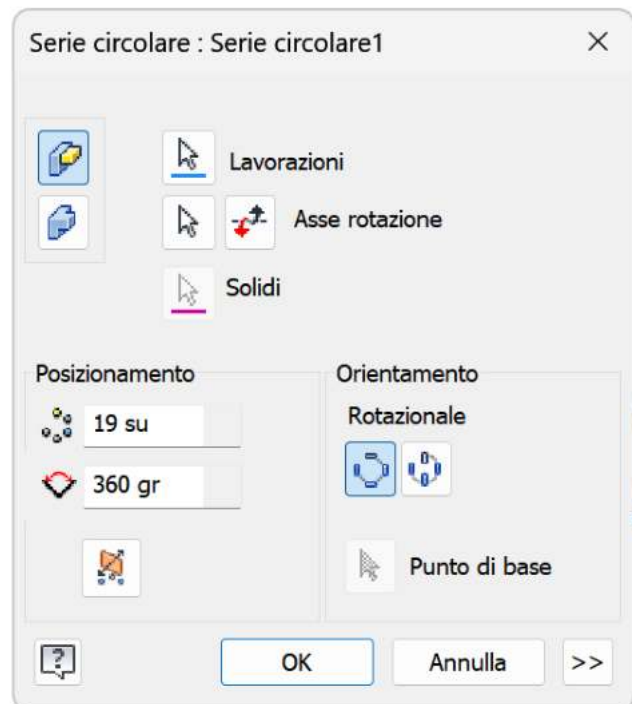 Serie circolare : Serie circolare1
Lavorazioni
Asse rotazione
Solidi
Posizionamento
19 su
360 gr
Orientamento
Rotazionale
Punto di base
?
OK
Annulla
>>